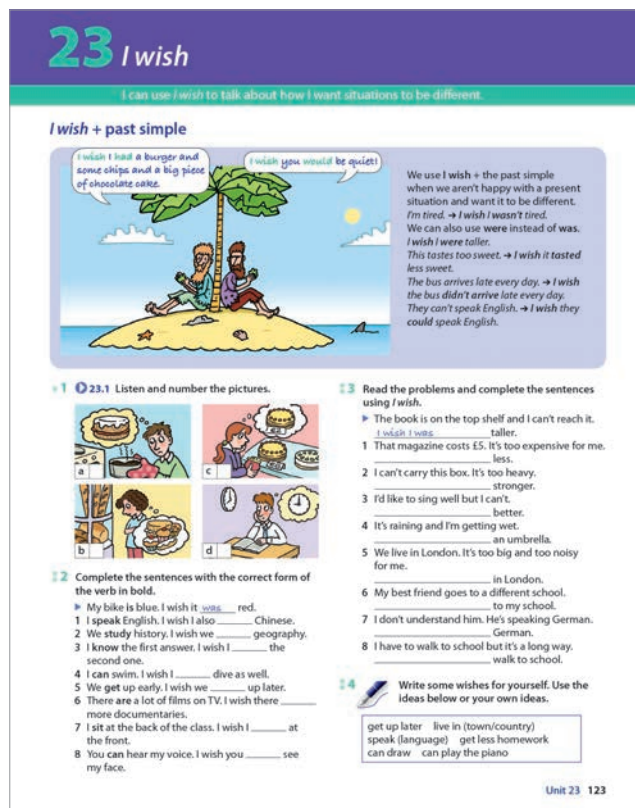 23 I wish
I can use I wish to talk about how I want situations to be different.
I wish + past simple
I wish I had a burger and
some chips and a big piece
of chocolate cake.
I wish you would be quiet!
We use I wish + the past simple
when we aren't happy with a present
situation and want it to be different.
I'm tired. → I wish I wasn't tired.
We can also use were instead of was.
I wish I were taller.
This tastes too sweet. → I wish it tasted
less sweet.
The bus arrives late every day. → I wish
the bus didn't arrive late every day.
They can't speak English. → I wish they
could speak English.
1 23.1 Listen and number the pictures.
a
c
b
d
2 Complete the sentences with the correct form of
the verb in bold.
▶ My bike is blue. I wish it was red.
1 I speak English. I wish I also ______ Chinese.
2 We study history. I wish we ______ geography.
3 I know the first answer. I wish I ______ the
second one.
4 I can swim. I wish I ______ dive as well.
5 We get up early. I wish we ______ up later.
6 There are a lot of films on TV. I wish there ______
more documentaries.
7 I sit at the back of the class. I wish I ______ at
the front.
8 You can hear my voice. I wish you ______ see
my face.
3 Read the problems and complete the sentences
using I wish.
▶ The book is on the top shelf and I can't reach it.
I wish I was taller.
1 That magazine costs £5. It's too expensive for me.
______ less.
2 I can't carry this box. It's too heavy.
______ stronger.
3 I'd like to sing well but I can't.
______ better.
4 It's raining and I'm getting wet.
______ an umbrella.
5 We live in London. It's too big and too noisy
for me.
______ in London.
6 My best friend goes to a different school.
______ to my school.
7 I don't understand him. He's speaking German.
______ German.
8 I have to walk to school but it's a long way.
______ walk to school.
4 Write some wishes for yourself. Use the
ideas below or your own ideas.
get up later live in (town/country)
speak (language) get less homework
can draw can play the piano
Unit 23 123